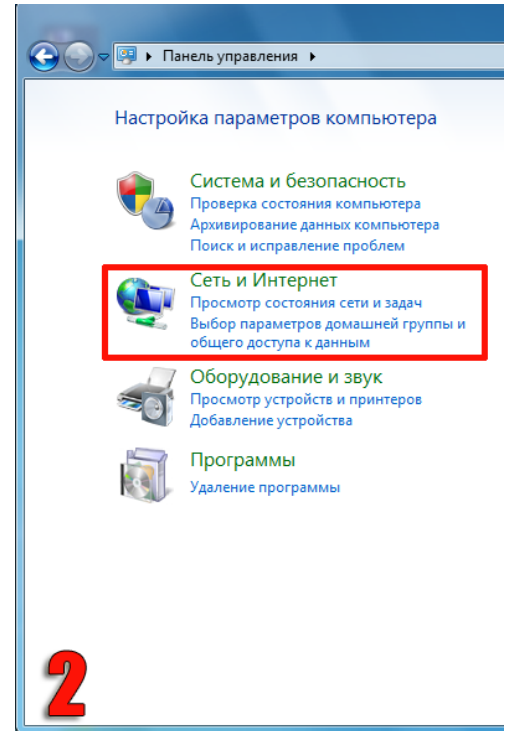 Панель управления
Настройка параметров компьютера
Система и безопасность
Проверка состояния компьютера
Архивирование данных компьютера
Поиск и исправление проблем
Сеть и Интернет
Просмотр состояния сети и задач
Выбор параметров домашней группы и
общего доступа к данным
Оборудование и звук
Просмотр устройств и принтеров
Добавление устройства
Программы
Удаление программы
2